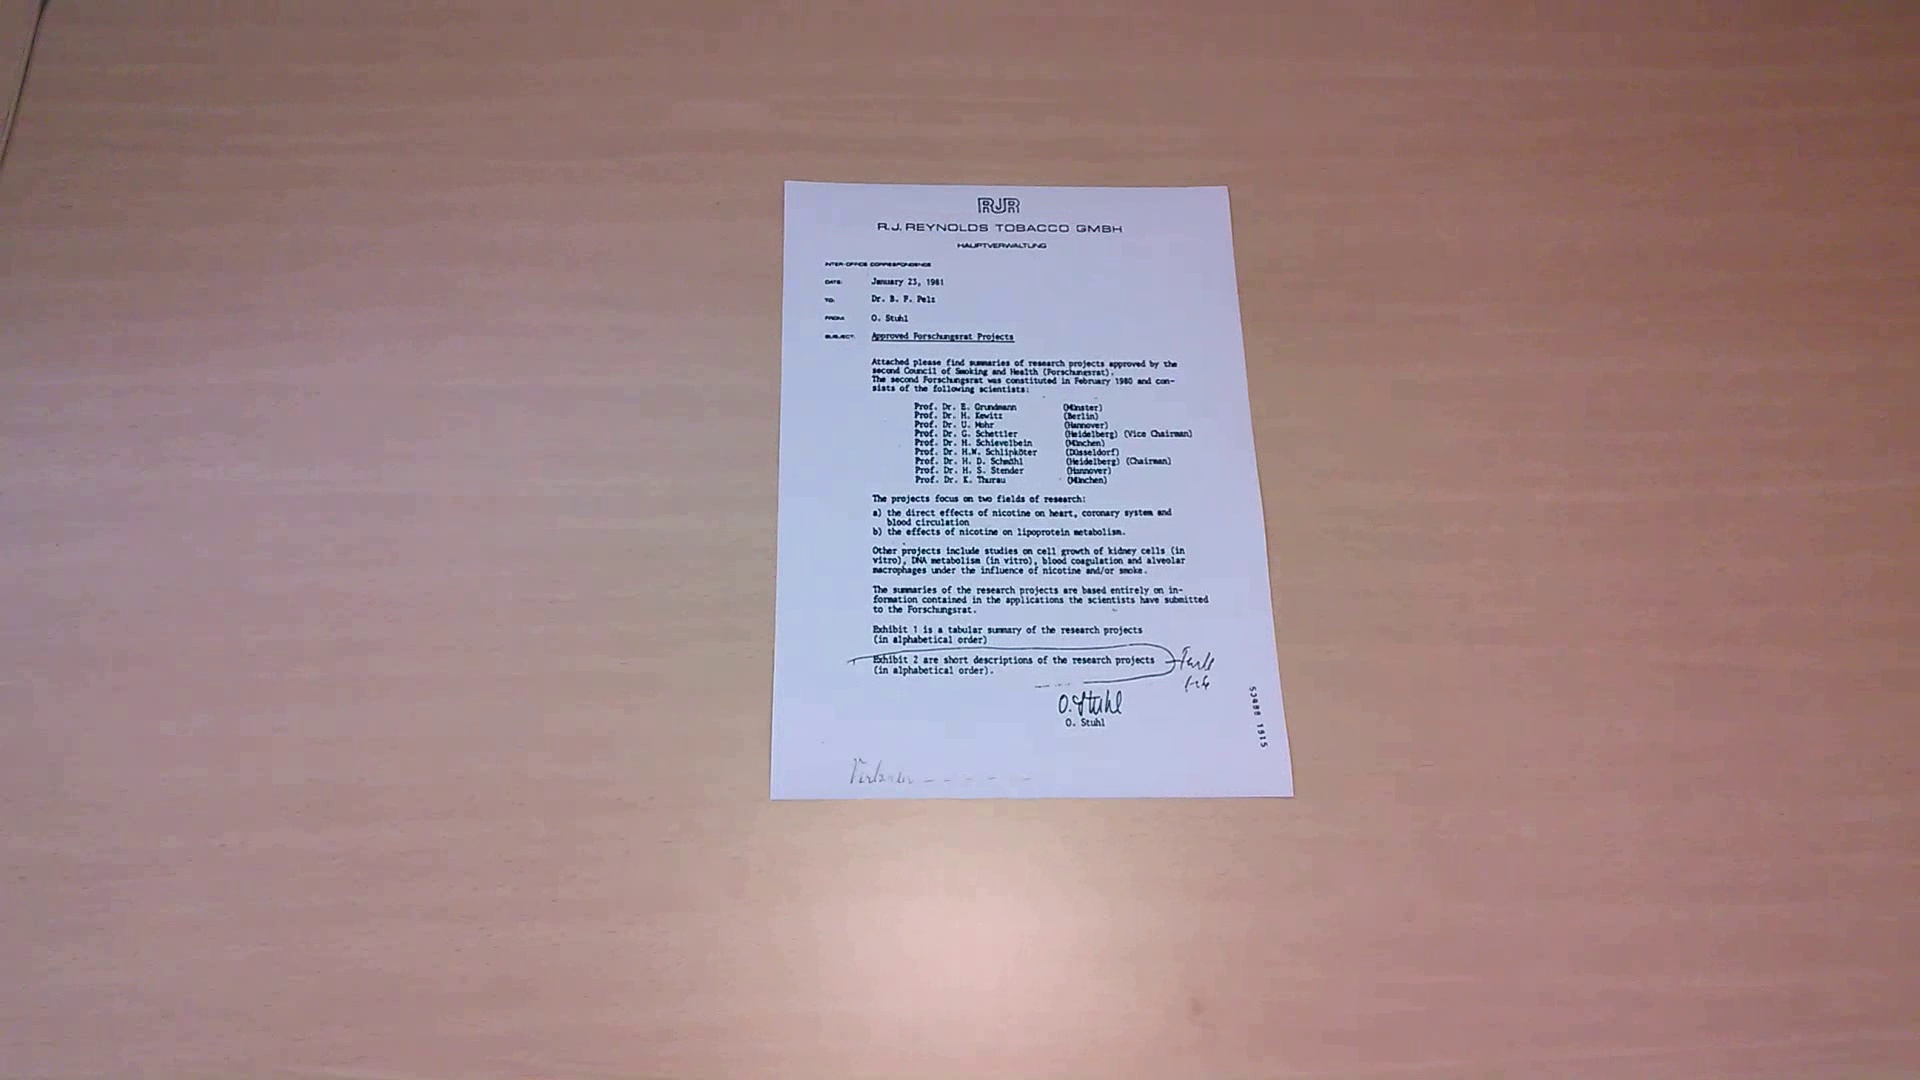 RJR
R.J. REYNOLDS TOBACCO GMBH
HAUPTVERWALTUNG
INTER-OFFICE CORRESPONDENCE
DATE: January 23, 1981
TO: Dr. B. F. Pelz
FROM: O. Stuhl
SUBJECT: Approved Forschungsrat Projects
Attached please find summaries of research projects approved by the
second Council of Smoking and Health (Forschungsrat).
The second Forschungsrat was constituted in February 1980 and con-
sists of the following scientists:
Prof. Dr. E. Grundmann (Münster)
Prof. Dr. H. Kewitz (Berlin)
Prof. Dr. U. Mohr (Hannover)
Prof. Dr. G. Schettler (Heidelberg) (Vice Chairman)
Prof. Dr. H. Schievelbein (München)
Prof. Dr. H.W. Schlipköter (Düsseldorf)
Prof. Dr. H. D. Schmähl (Heidelberg) (Chairman)
Prof. Dr. H. S. Stender (Hannover)
Prof. Dr. K. Thurau (München)
The projects focus on two fields of research:
a) the direct effects of nicotine on heart, coronary system and
blood circulation
b) the effects of nicotine on lipoprotein metabolism.
Other projects include studies on cell growth of kidney cells (in
vitro), DNA metabolism (in vitro), blood coagulation and alveolar
macrophages under the influence of nicotine and/or smoke.
The summaries of the research projects are based entirely on in-
formation contained in the applications the scientists have submitted
to the Forschungsrat.
Exhibit 1 is a tabular summary of the research projects
(in alphabetical order)
Exhibit 2 are short descriptions of the research projects
(in alphabetical order).
O. Stuhl
O. Stuhl